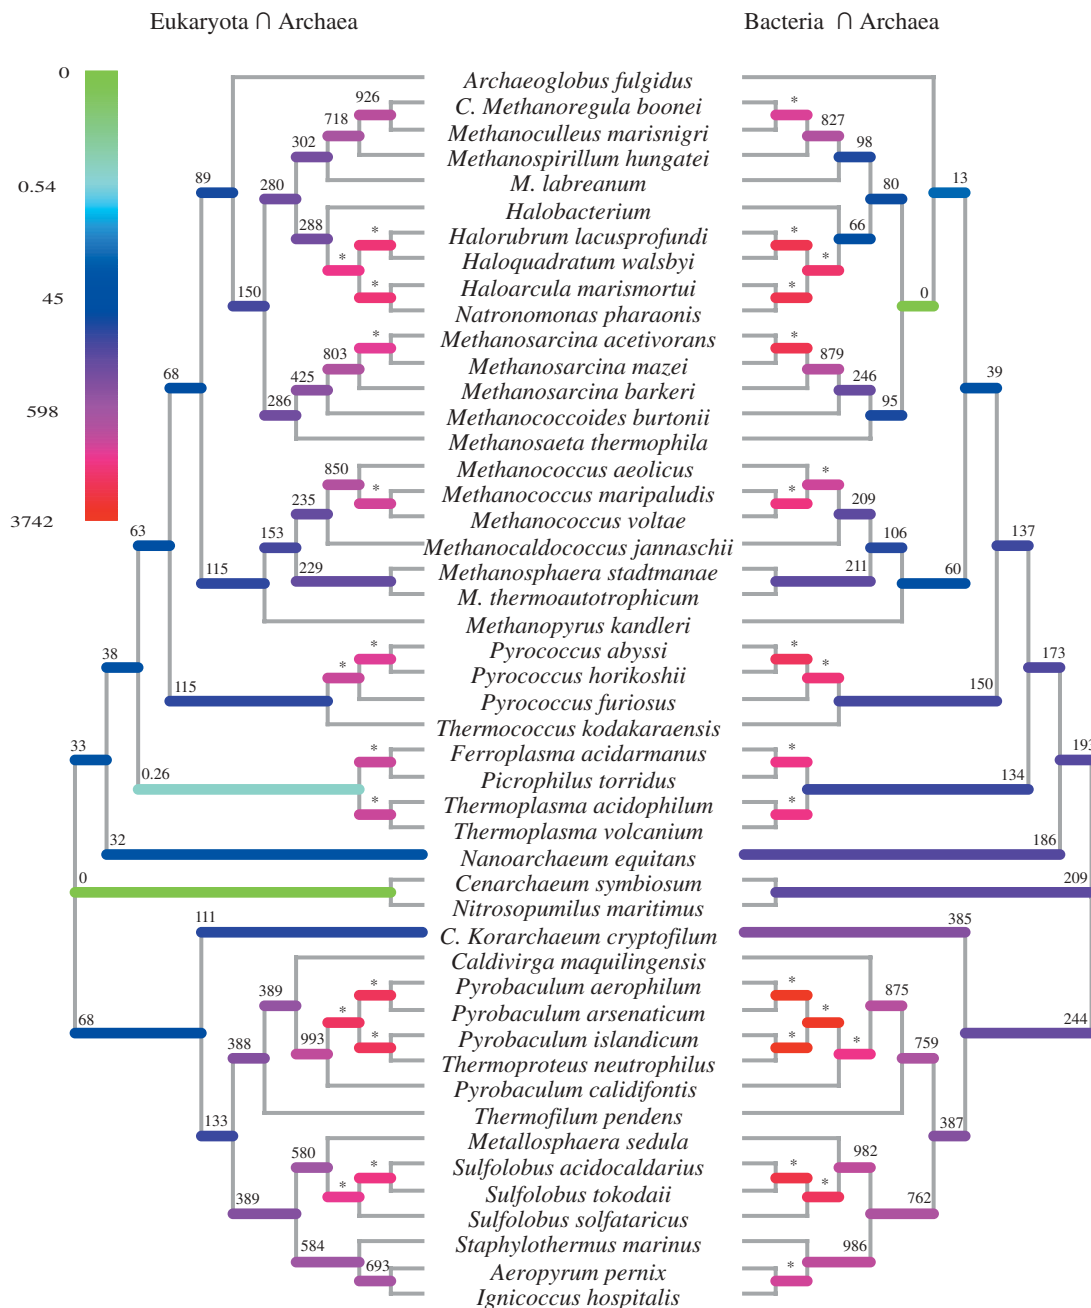 Eukaryota ∩ Archaea
Bacteria ∩ Archaea
0
0.54
45
598
3742
Archaeoglobus fulgidus
926 C. Methanoregula boonei *
718 Methanoculleus marisnigri 827
302 Methanospirillum hungatei 98
89 280 M. labreanum 80 13
Halobacterium
288 Halorubrum lacusprofundi 66
* * Haloquadratum walsbyi * *
150 * Haloarcula marismortui * 0
Natronomonas pharaonis
* Methanosarcina acetivorans *
68 803 Methanosarcina mazei 879 39
425 Methanosarcina barkeri 246
286 Methanococcoides burtonii 95
Methanosaeta thermophila
850 Methanococcus aeolicus *
235 * Methanococcus maripaludis * 209
Methanococcus voltae
63 153 Methanocaldococcus jannaschii 106 137
115 229 Methanosphaera stadtmanae 211 60
M. thermoautotrophicum
Methanopyrus kandleri
38 * Pyrococcus abyssi * 173
* Pyrococcus horikoshii *
115 Pyrococcus furiosus 150
Thermococcus kodakaraensis
33 * Ferroplasma acidarmanus * 193
0.26 Picrophilus torridus 134
* Thermoplasma acidophilum *
Thermoplasma volcanium
32 Nanoarchaeum equitans 186
0 Cenarchaeum symbiosum 209
Nitrosopumilus maritimus
111 C. Korarchaeum cryptofilum 385
Caldivirga maquilingensis
389 * Pyrobaculum aerophilum * 875
68 * Pyrobaculum arsenaticum * 244
993 * Pyrobaculum islandicum * *
388 Thermoproteus neutrophilus 759
Pyrobaculum calidifontis
Thermofilum pendens
133 Metallosphaera sedula 387
580 * Sulfolobus acidocaldarius * 982
* Sulfolobus tokodaii *
389 Sulfolobus solfataricus 762
584 Staphylothermus marinus 986
693 Aeropyrum pernix *
Ignicoccus hospitalis